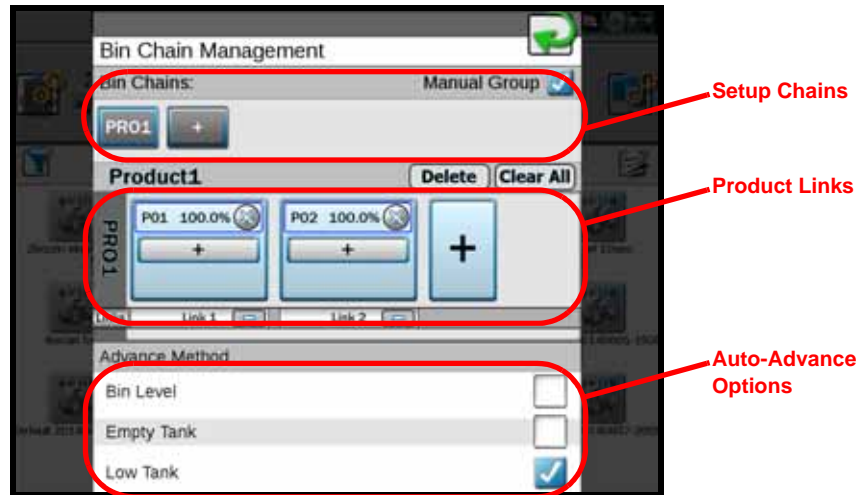 Bin Chain Management
Bin Chains:
Manual Group
Setup Chains
PRO1
+
Product1
Delete
Clear All
Product Links
PRO1
P01 100.0%
+
P02 100.0%
+
+
Link 1
Link 2
Advance Method
Auto-Advance
Options
Bin Level
Empty Tank
Low Tank